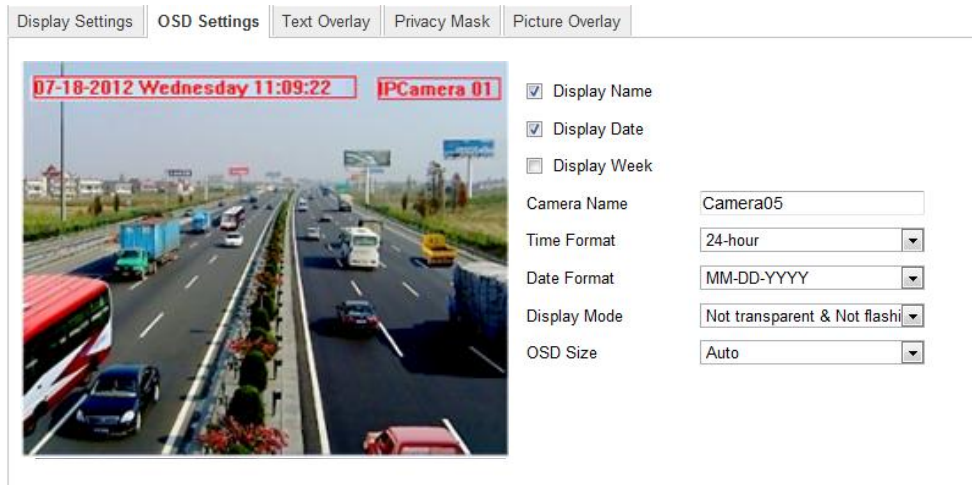 Display Settings
OSD Settings
Text Overlay
Privacy Mask
Picture Overlay
07-18-2012 Wednesday 11:09:22
IPCamera 01
Display Name
Display Date
Display Week
Camera Name
Camera05
Time Format
24-hour
Date Format
MM-DD-YYYY
Display Mode
Not transparent & Not flashi
OSD Size
Auto